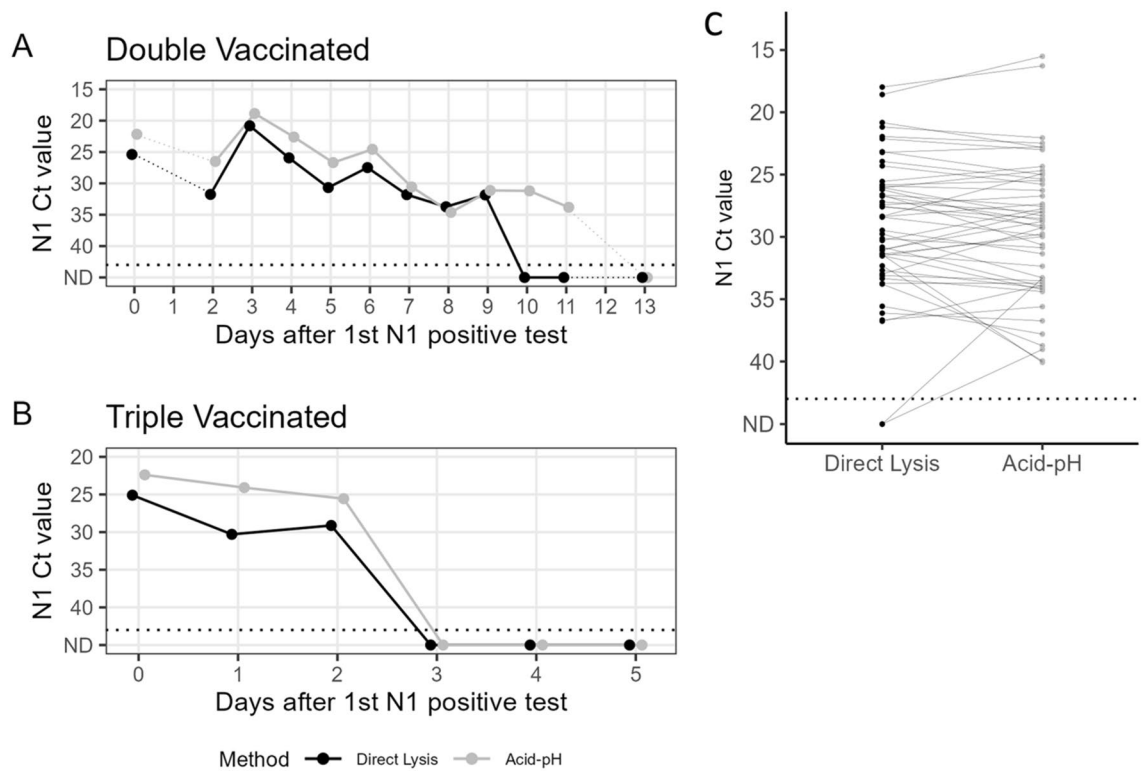 A
Double Vaccinated
15
20
25
30
35
40
ND
N1 Ct value
0 1 2 3 4 5 6 7 8 9 10 11 12 13
Days after 1st N1 positive test
B
Triple Vaccinated
20
25
30
35
40
ND
N1 Ct value
0 1 2 3 4 5
Days after 1st N1 positive test
Method Direct Lysis Acid-pH
C
15
20
25
30
35
40
ND
N1 Ct value
Direct Lysis Acid-pH